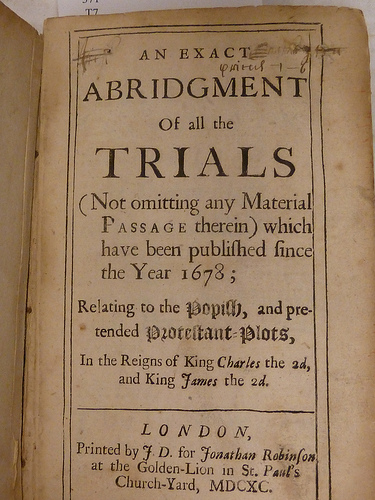 T7
AN EXACT
ABRIDGMENT
Of all the
TRIALS
(Not omitting any Material
PASSAGE therein) which
have been publiſhed ſince
the Year 1678;
Relating to the Popiſh, and pre-
tended Proteſtant-Plots,
In the Reigns of King Charles the 2d,
and King James the 2d.
LONDON,
Printed by J. D. for Jonathan Robinſon
at the Golden-Lion in St. Paul's
Church-Yard, MDCXC.